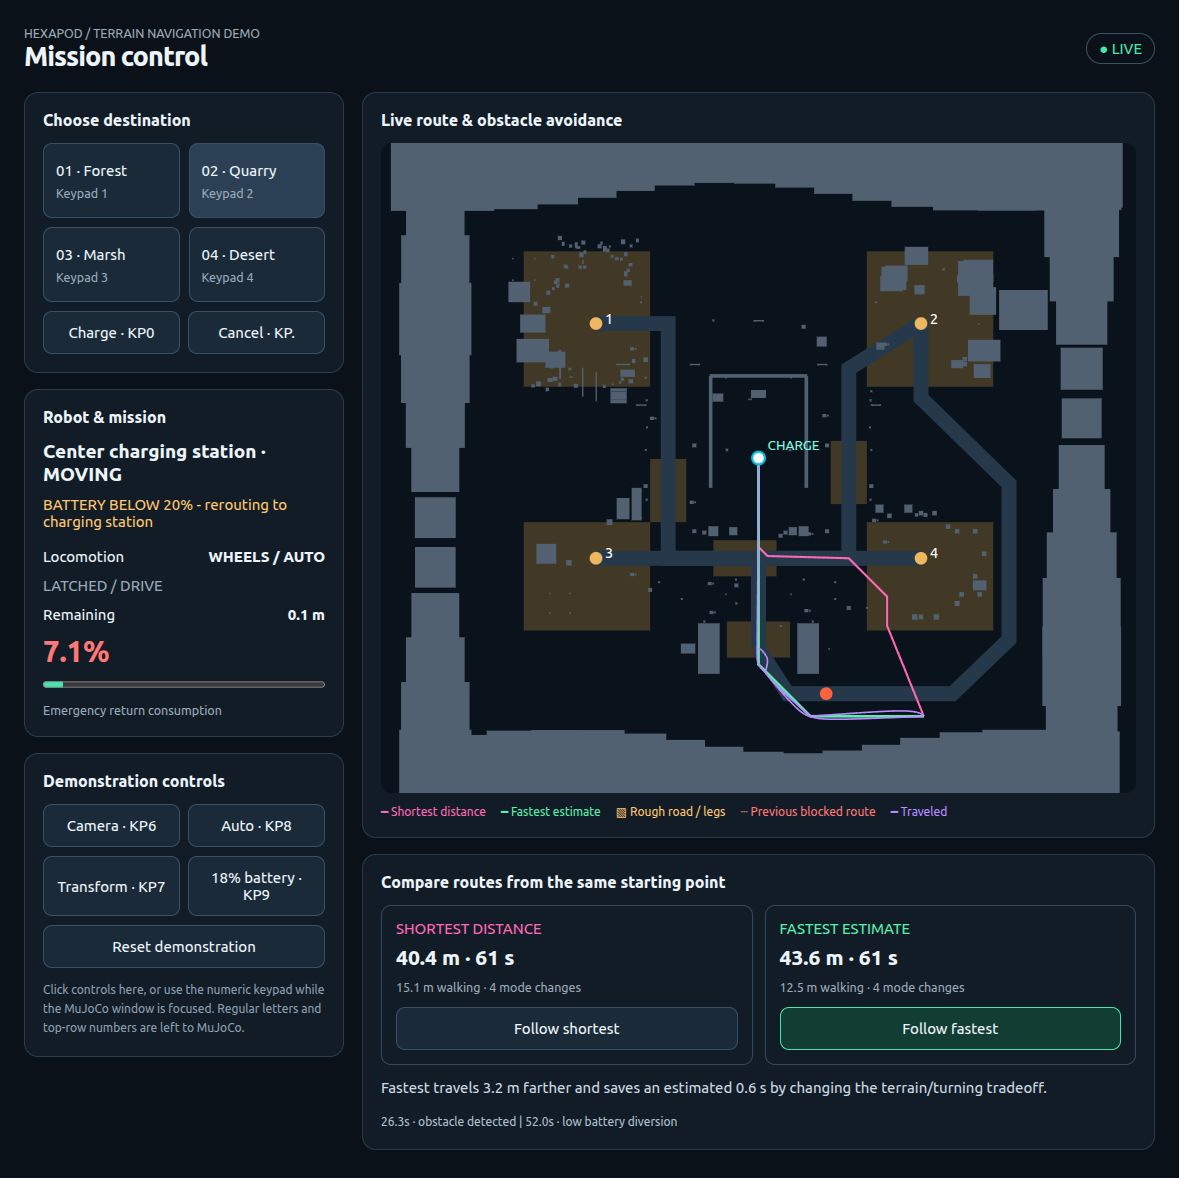 HEXAPOD / TERRAIN NAVIGATION DEMO
Mission control
● LIVE
Choose destination
01 · Forest
Keypad 1
02 · Quarry
Keypad 2
03 · Marsh
Keypad 3
04 · Desert
Keypad 4
Charge · KP0
Cancel · KP.
Robot & mission
Center charging station ·
MOVING
BATTERY BELOW 20% - rerouting to
charging station
Locomotion
WHEELS / AUTO
LATCHED / DRIVE
Remaining
0.1 m
7.1%
Emergency return consumption
Demonstration controls
Camera · KP6
Auto · KP8
Transform · KP7
18% battery ·
KP9
Reset demonstration
Click controls here, or use the numeric keypad while
the MuJoCo window is focused. Regular letters and
top-row numbers are left to MuJoCo.
Live route & obstacle avoidance
1
2
CHARGE
3
4
Shortest distance
Fastest estimate
Rough road / legs
Previous blocked route
Traveled
Compare routes from the same starting point
SHORTEST DISTANCE
40.4 m · 61 s
15.1 m walking · 4 mode changes
Follow shortest
FASTEST ESTIMATE
43.6 m · 61 s
12.5 m walking · 4 mode changes
Follow fastest
Fastest travels 3.2 m farther and saves an estimated 0.6 s by changing the terrain/turning tradeoff.
26.3s · obstacle detected | 52.0s · low battery diversion